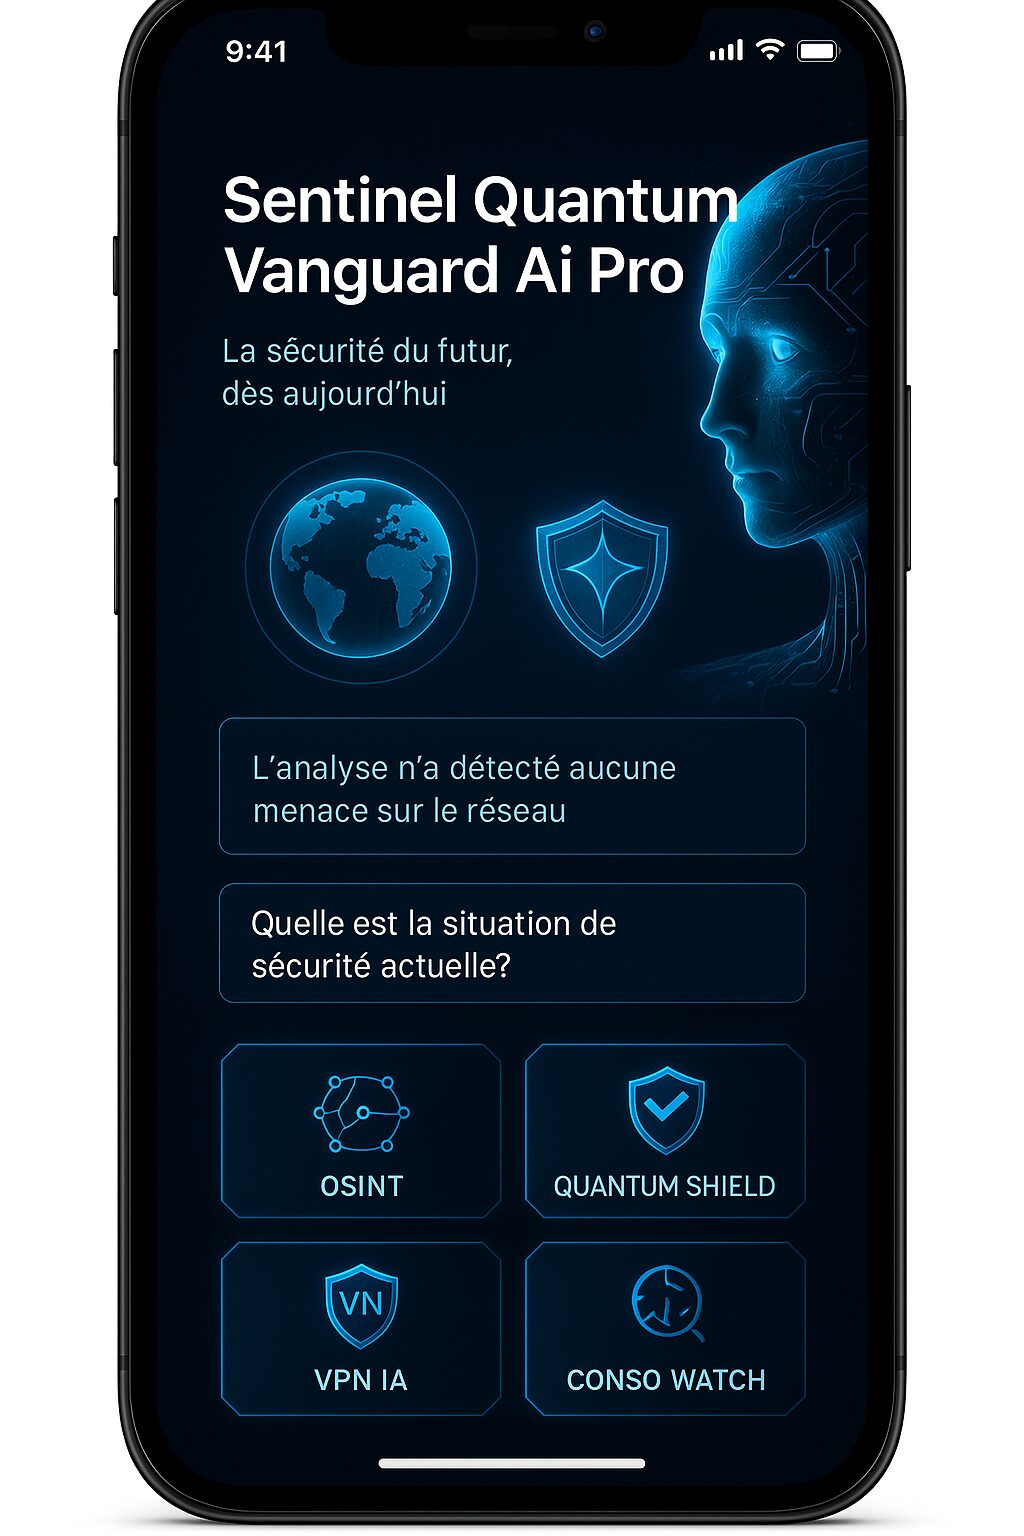 9:41
Sentinel Quantum
Vanguard Ai Pro
La sécurité du futur,
dès aujourd’hui
L’analyse n’a détecté aucune
menace sur le réseau
Quelle est la situation de
sécurité actuelle?
OSINT
QUANTUM SHIELD
VN
VPN IA
CONSO WATCH